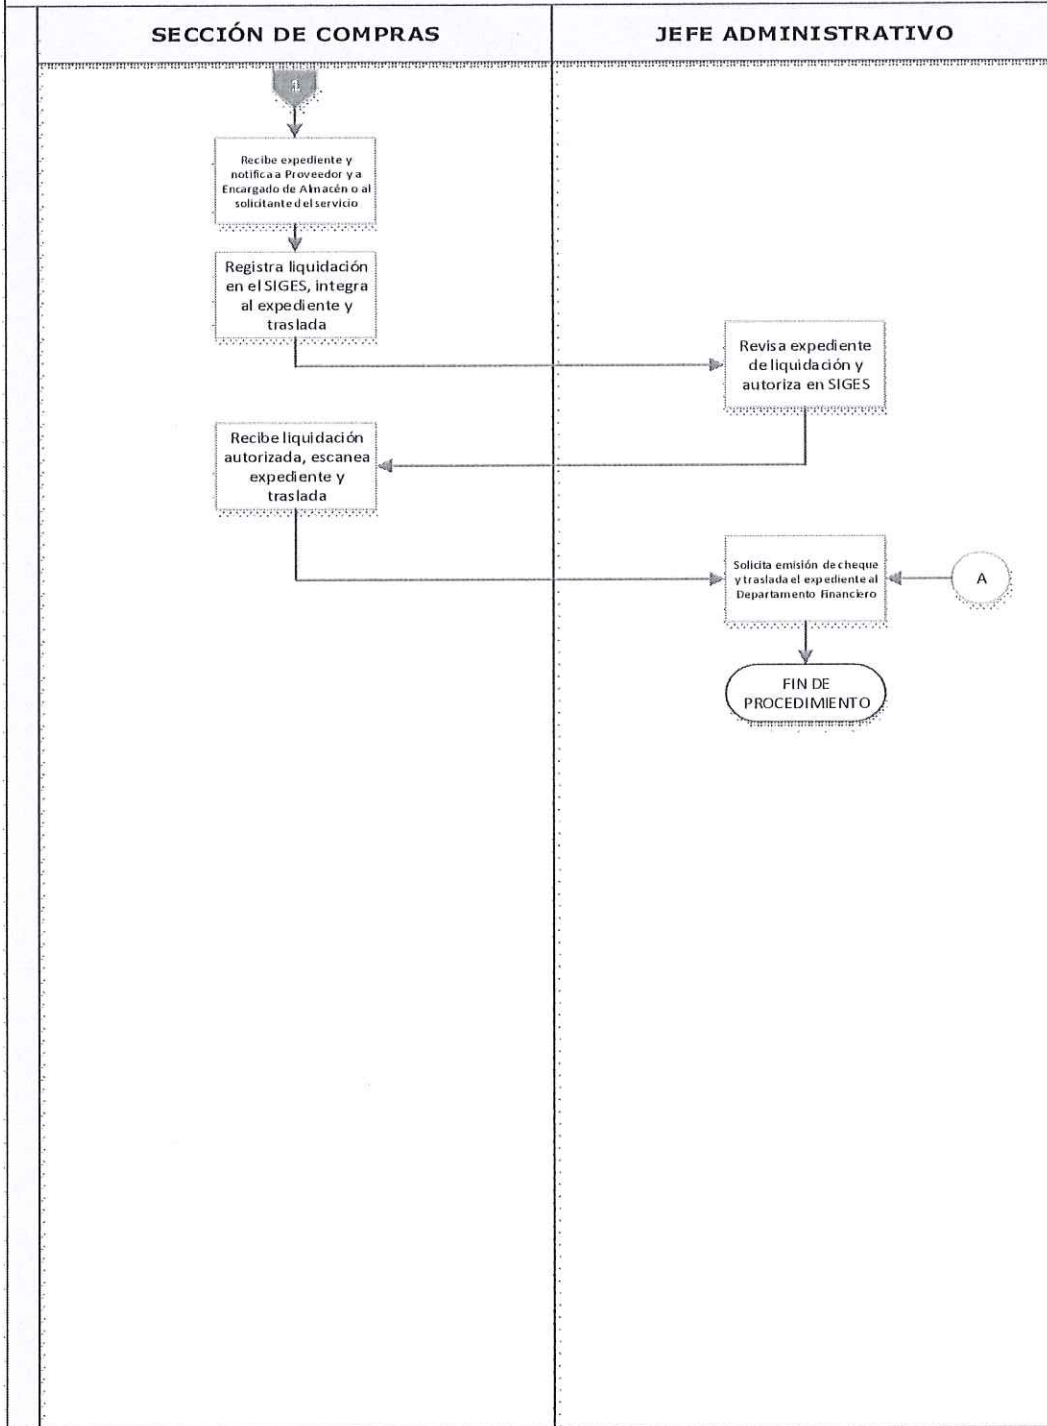 SECCIÓN DE COMPRAS
JEFE ADMINISTRATIVO
Recibe expediente y
notifica a Proveedor y a
Encargado de Almacén o al
solicitante del servicio
Registra liquidación
en el SIGES, integra
al expediente y
traslada
Revisa expediente
de liquidación y
autoriza en SIGES
Recibe liquidación
autorizada, escanea
expediente y
traslada
Solicita emisión de cheque
y traslada el expediente al
Departamento Financiero
A
FIN DE
PROCEDIMIENTO